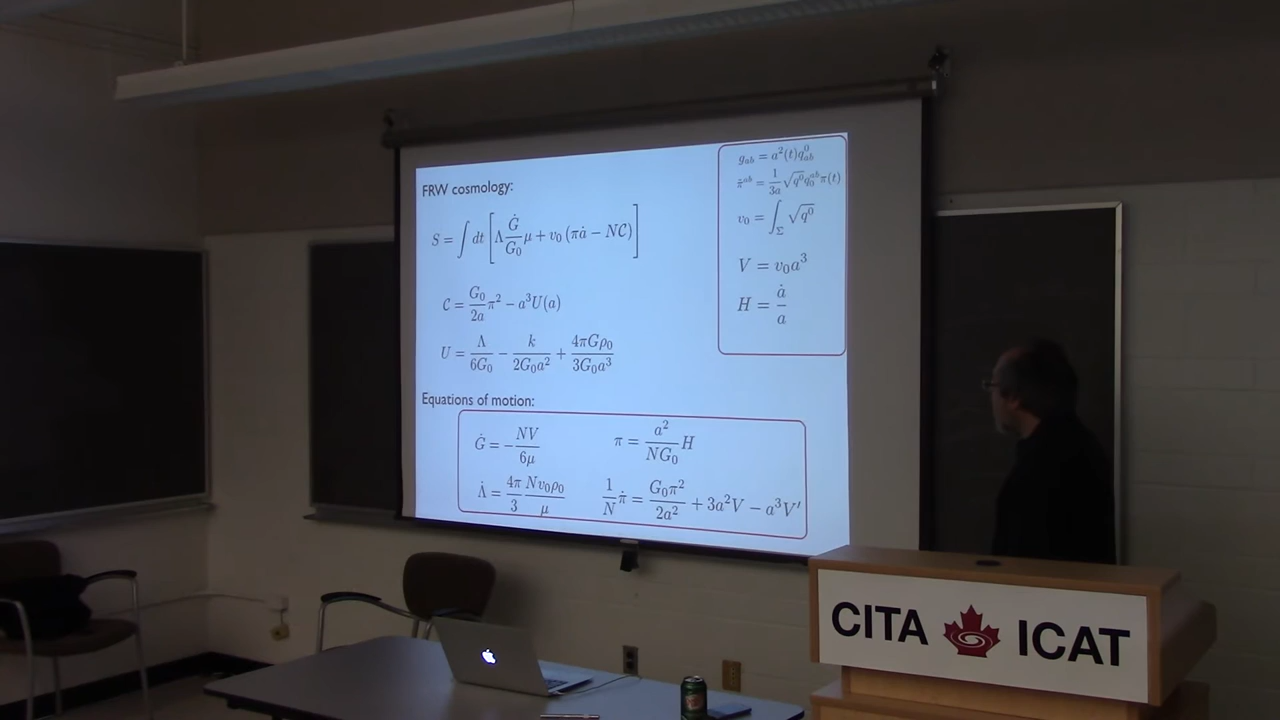 FRW cosmology:
S = ∫ dt [Λ Ġ/G₀ μ + v₀ (πȧ − N𝒞)]
𝒞 = G₀/2a π² − a³U(a)
U = Λ/6G₀ − k/2G₀a² + 4πGρ₀/3G₀a³
Equations of motion:
Ġ = −NV/6μ    π = a²/NG₀ H
Λ̇ = 4π/3 Nv₀ρ₀/μ    1/N π̇ = G₀π²/2a² + 3a²V − a³V′
g_ab = a²(t)q⁰_ab
π̃^ab = 1/3a √q⁰ q₀^ab π(t)
v₀ = ∫_Σ √q⁰
V = v₀a³
H = ȧ/a
CITA ICAT